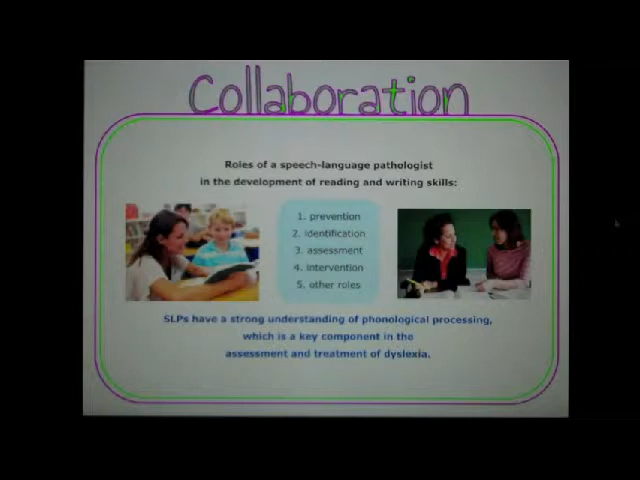 Collaboration
Roles of a speech-language pathologist
in the development of reading and writing skills:
1. prevention
2. identification
3. assessment
4. intervention
5. other roles
SLPs have a strong understanding of phonological processing,
which is a key component in the
assessment and treatment of dyslexia.